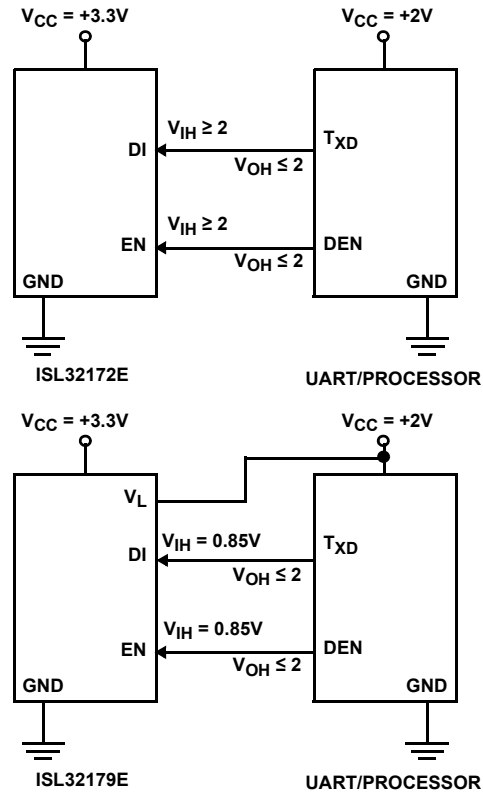 VCC = +3.3V
VCC = +2V
VIH ≥ 2
DI
TXD
VOH ≤ 2
VIH ≥ 2
EN
DEN
VOH ≤ 2
GND
GND
ISL32172E
UART/PROCESSOR
VCC = +3.3V
VCC = +2V
VL
VIH = 0.85V
DI
TXD
VOH ≤ 2
VIH = 0.85V
EN
DEN
VOH ≤ 2
GND
GND
ISL32179E
UART/PROCESSOR